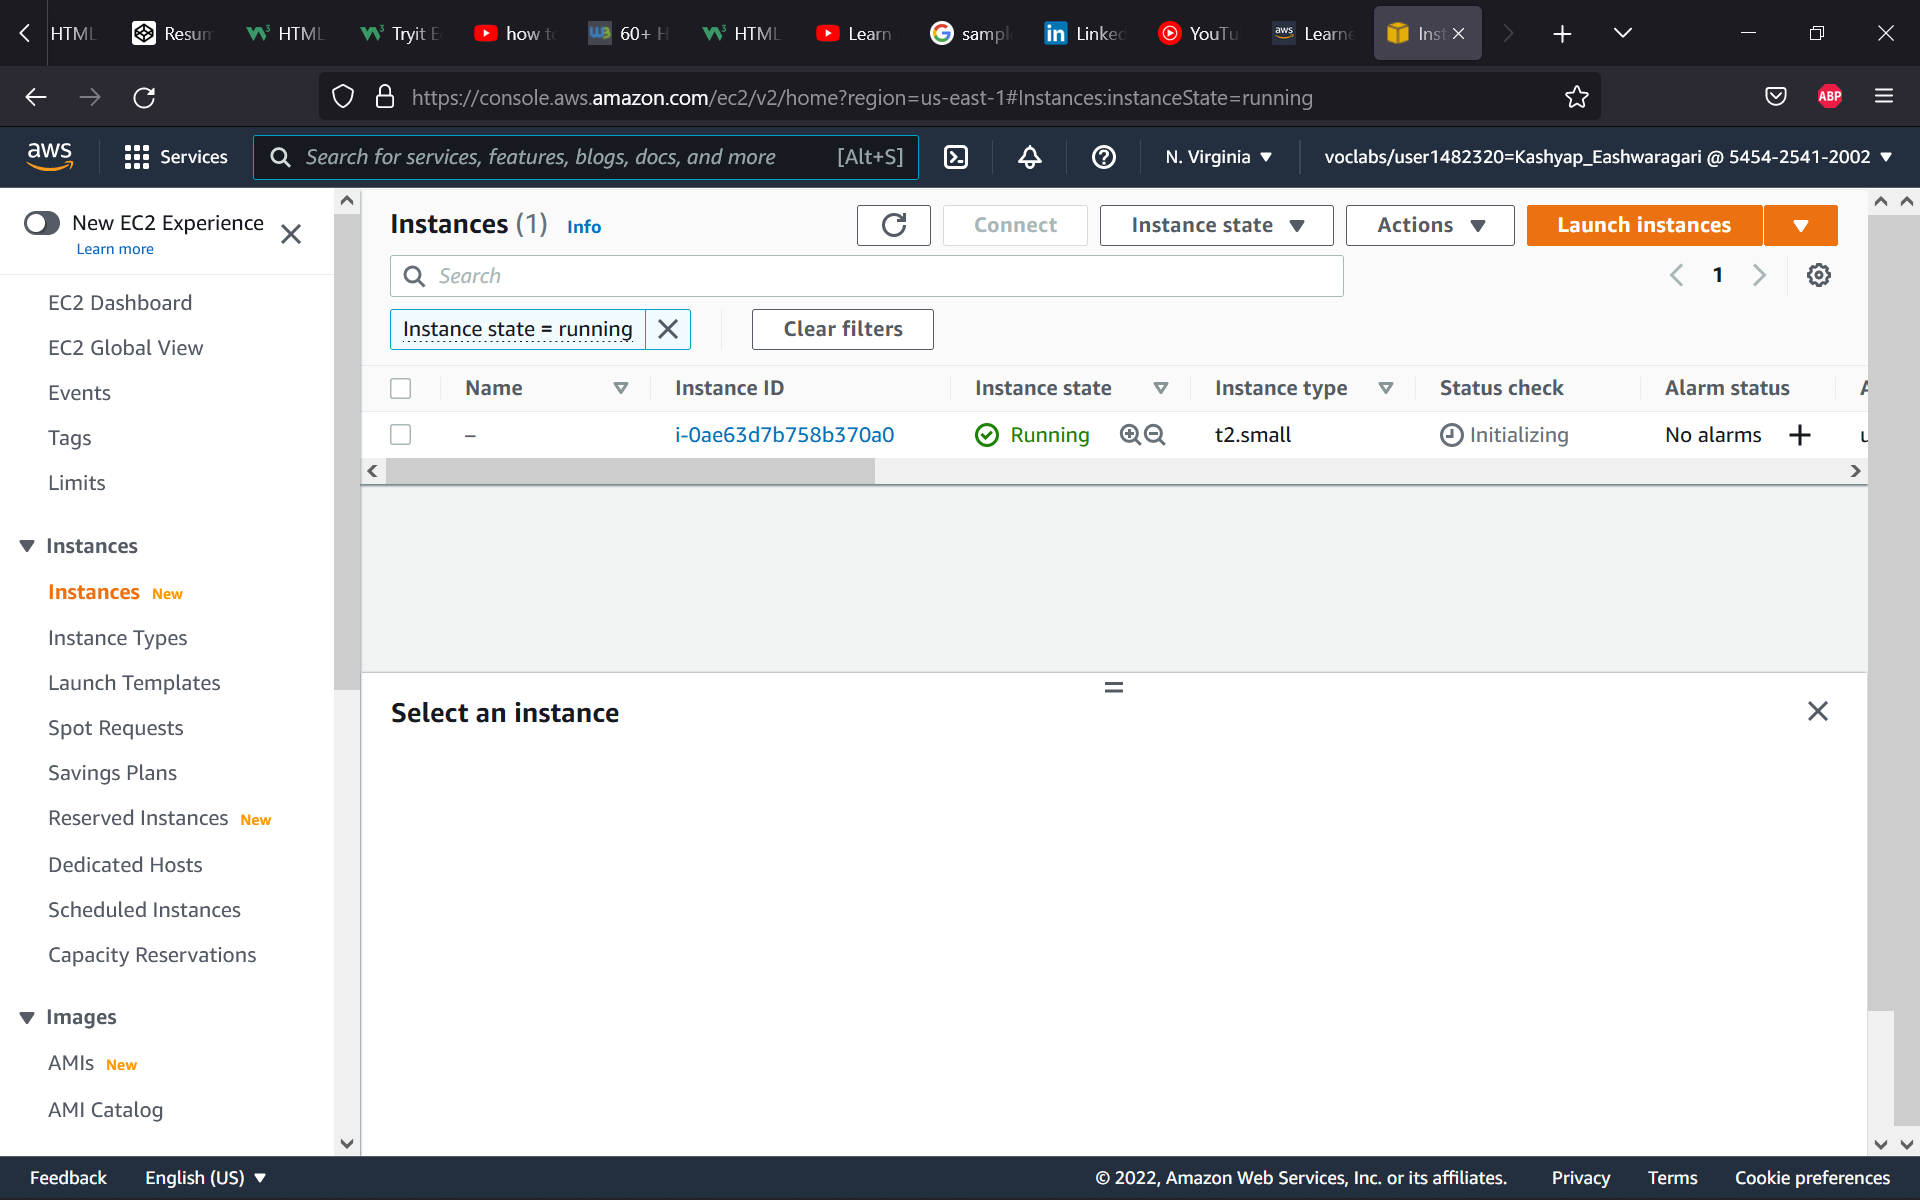 HTML Resum HTML Tryit E how to 60+ H HTML Learn sampl Linked YouTu Learne Inst
https://console.aws.amazon.com/ec2/v2/home?region=us-east-1#Instances:instanceState=running ABP
aws Services Search for services, features, blogs, docs, and more [Alt+S] N. Virginia voclabs/user1482320=Kashyap_Eashwaragari @ 5454-2541-2002
New EC2 Experience
Learn more
EC2 Dashboard
EC2 Global View
Events
Tags
Limits
Instances
Instances New
Instance Types
Launch Templates
Spot Requests
Savings Plans
Reserved Instances New
Dedicated Hosts
Scheduled Instances
Capacity Reservations
Images
AMIs New
AMI Catalog
Instances (1) Info Connect Instance state Actions Launch instances
Search 1
Instance state = running Clear filters
Name Instance ID Instance state Instance type Status check Alarm status A
– i-0ae63d7b758b370a0 Running t2.small Initializing No alarms + u
Select an instance
Feedback English (US) © 2022, Amazon Web Services, Inc. or its affiliates. Privacy Terms Cookie preferences